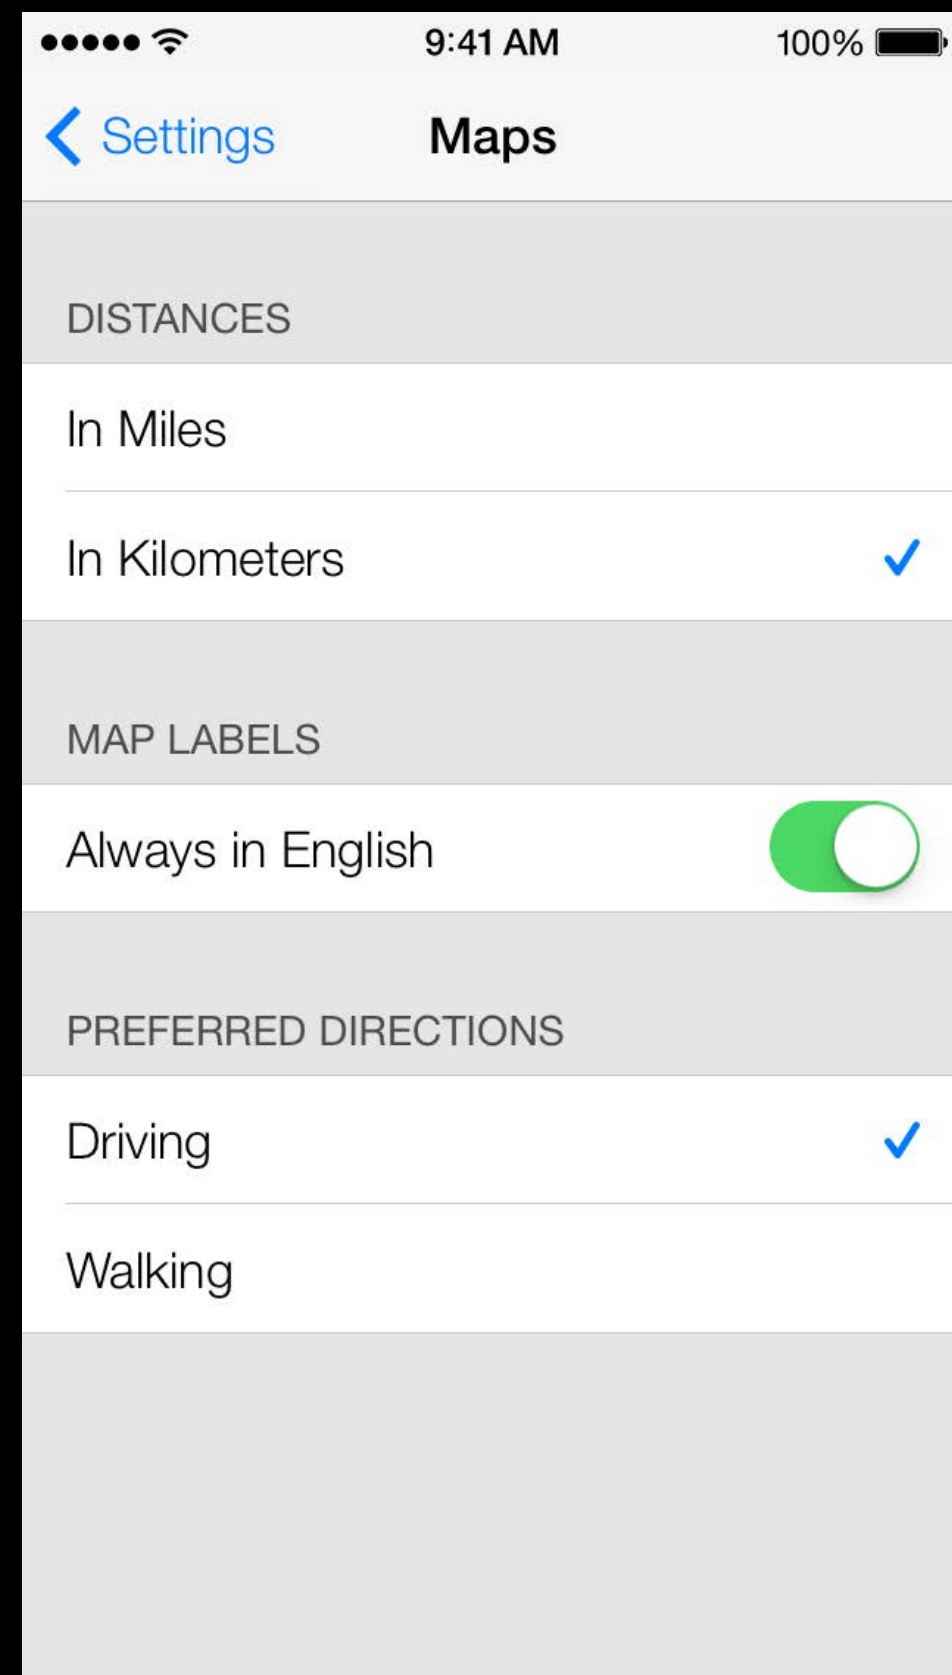 9:41 AM 100%
Settings Maps
DISTANCES
In Miles
In Kilometers
MAP LABELS
Always in English
PREFERRED DIRECTIONS
Driving
Walking